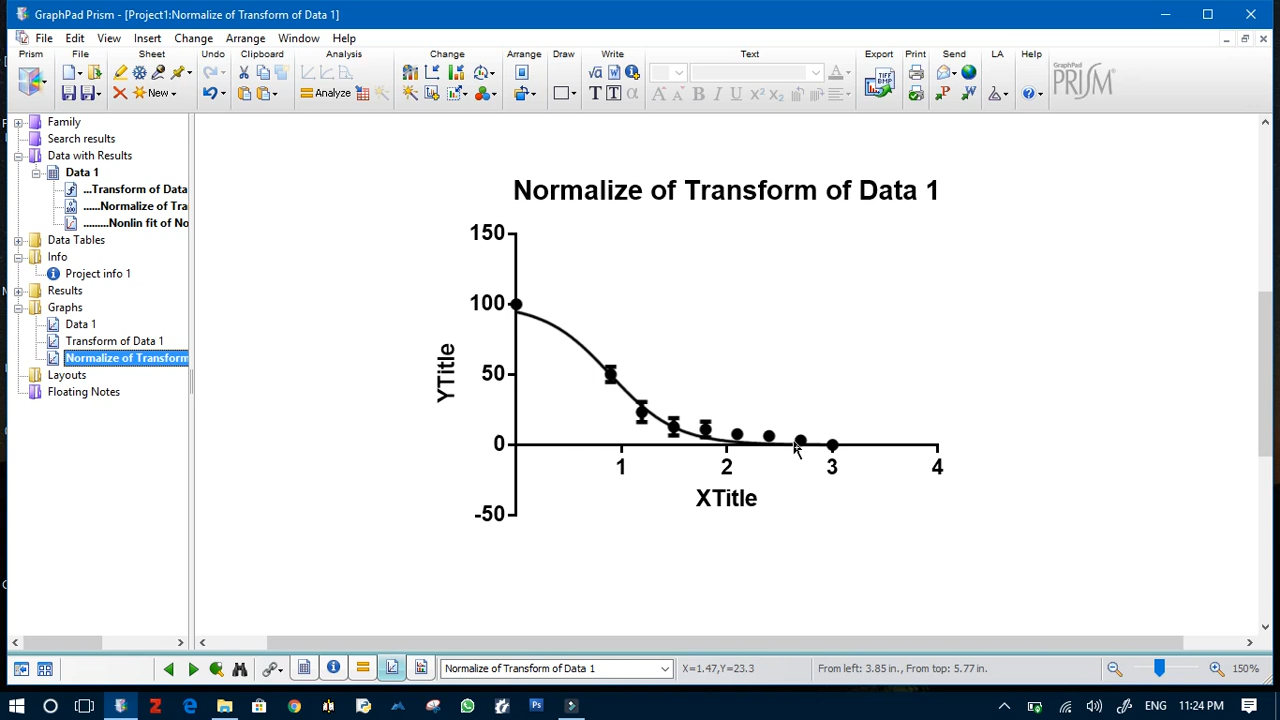 GraphPad Prism - [Project1:Normalize of Transform of Data 1]
File Edit View Insert Change Arrange Window Help
Prism File Sheet Undo Clipboard Analysis Change Arrange Draw Write Text Export Print Send LA Help
New Analyze
GraphPad
PRISM
TIFF
BMP
Family
Search results
Data with Results
Data 1
...Transform of Data
......Normalize of Tra
.........Nonlin fit of No
Data Tables
Info
Project info 1
Results
Graphs
Data 1
Transform of Data 1
Normalize of Transform
Layouts
Floating Notes
Normalize of Transform of Data 1
150
100
50
0
-50
YTitle
1 2 3 4
XTitle
Normalize of Transform of Data 1 X=1.47,Y=23.3 From left: 3.85 in., From top: 5.77 in. 150%
11:24 PM
ENG